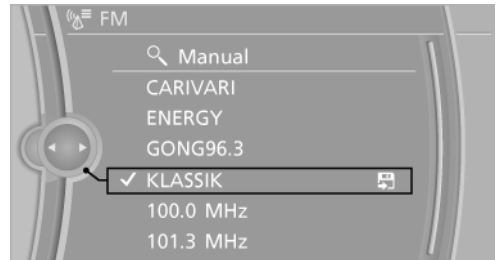 FM
Manual
CARIVARI
ENERGY
GONG96.3
KLASSIK
100.0 MHz
101.3 MHz